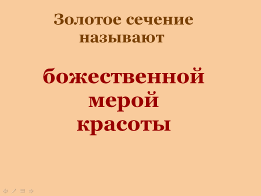 Золотое сечение
называют
божественной
мерой
красоты